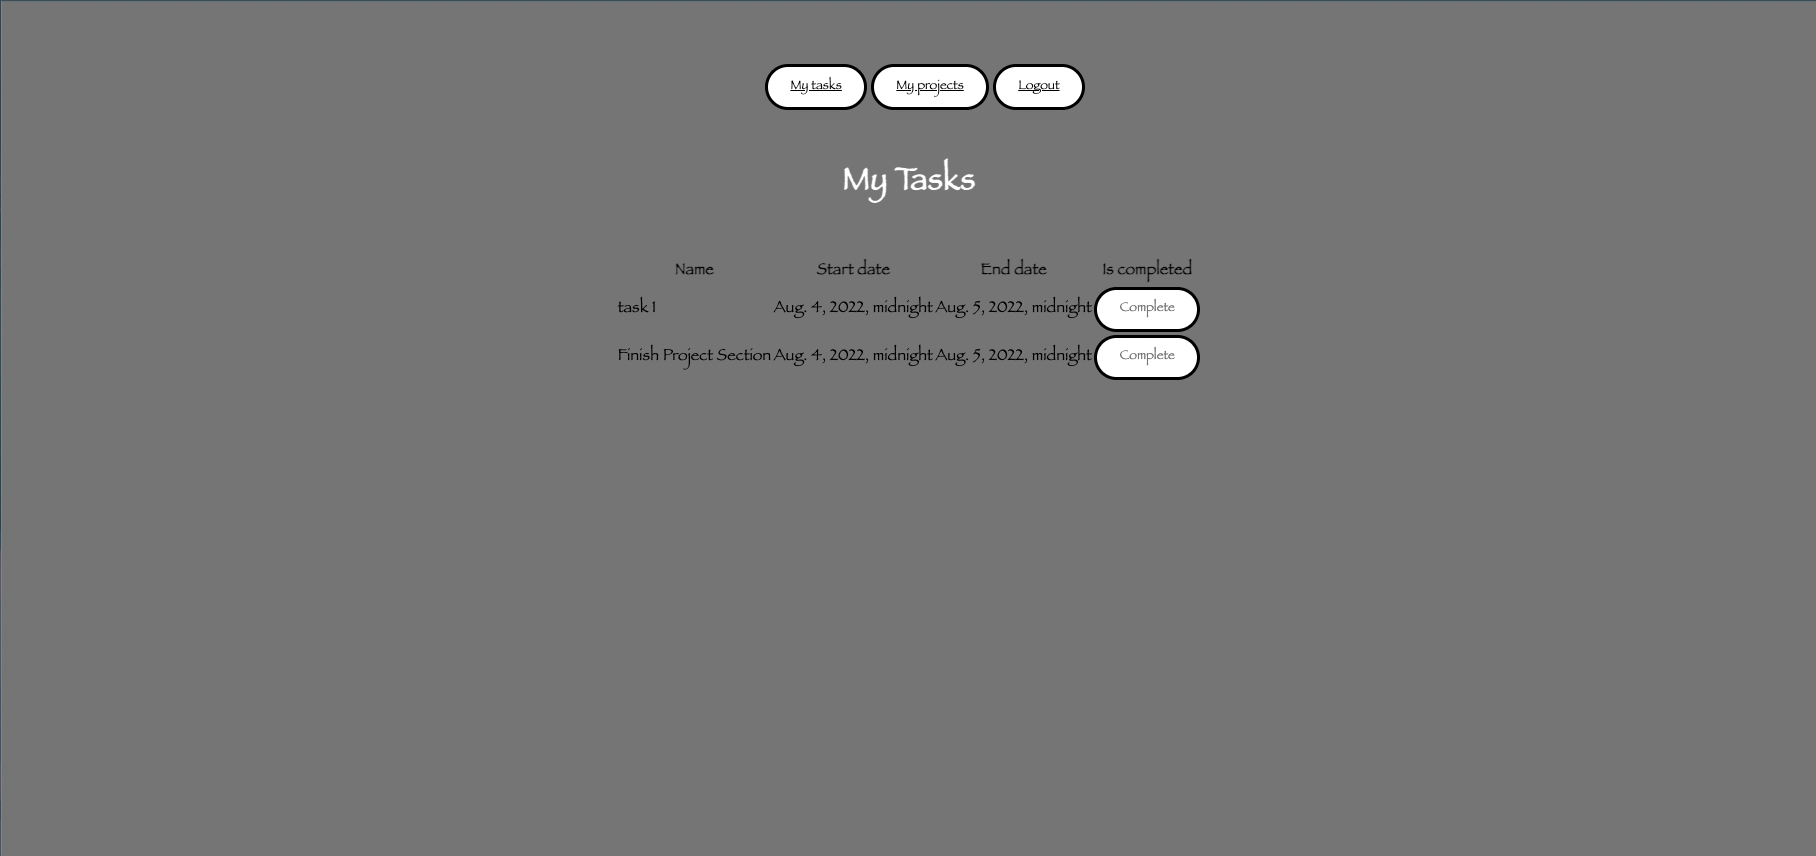 My tasks My projects Logout
My Tasks
Name Start date End date Is completed
task 1 Aug. 4, 2022, midnight Aug. 5, 2022, midnight Complete
Finish Project Section Aug. 4, 2022, midnight Aug. 5, 2022, midnight Complete